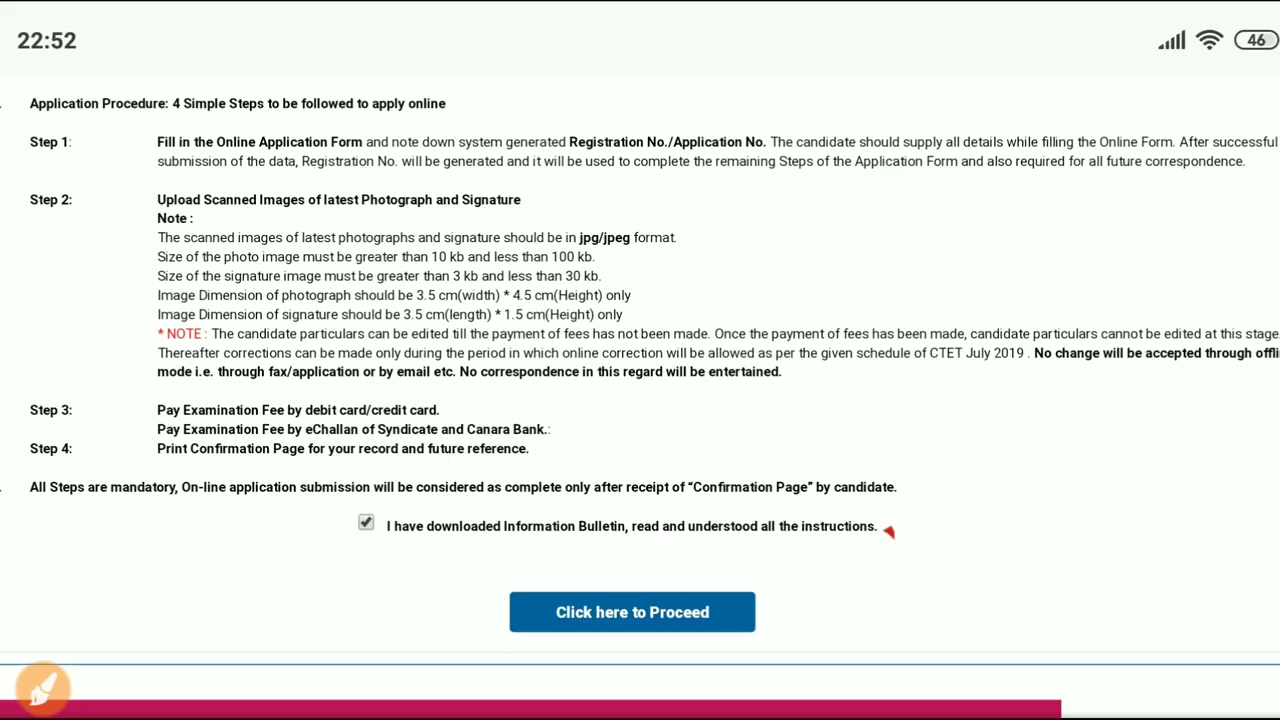 22:52
46
Application Procedure: 4 Simple Steps to be followed to apply online
Step 1: Fill in the Online Application Form and note down system generated Registration No./Application No. The candidate should supply all details while filling the Online Form. After successful
submission of the data, Registration No. will be generated and it will be used to complete the remaining Steps of the Application Form and also required for all future correspondence.
Step 2: Upload Scanned Images of latest Photograph and Signature
Note :
The scanned images of latest photographs and signature should be in jpg/jpeg format.
Size of the photo image must be greater than 10 kb and less than 100 kb.
Size of the signature image must be greater than 3 kb and less than 30 kb.
Image Dimension of photograph should be 3.5 cm(width) * 4.5 cm(Height) only
Image Dimension of signature should be 3.5 cm(length) * 1.5 cm(Height) only
* NOTE : The candidate particulars can be edited till the payment of fees has not been made. Once the payment of fees has been made, candidate particulars cannot be edited at this stage.
Thereafter corrections can be made only during the period in which online correction will be allowed as per the given schedule of CTET July 2019 . No change will be accepted through
mode i.e. through fax/application or by email etc. No correspondence in this regard will be entertained.
Step 3: Pay Examination Fee by debit card/credit card.
Pay Examination Fee by eChallan of Syndicate and Canara Bank.:
Step 4: Print Confirmation Page for your record and future reference.
All Steps are mandatory, On-line application submission will be considered as complete only after receipt of “Confirmation Page” by candidate.
I have downloaded Information Bulletin, read and understood all the instructions.
Click here to Proceed